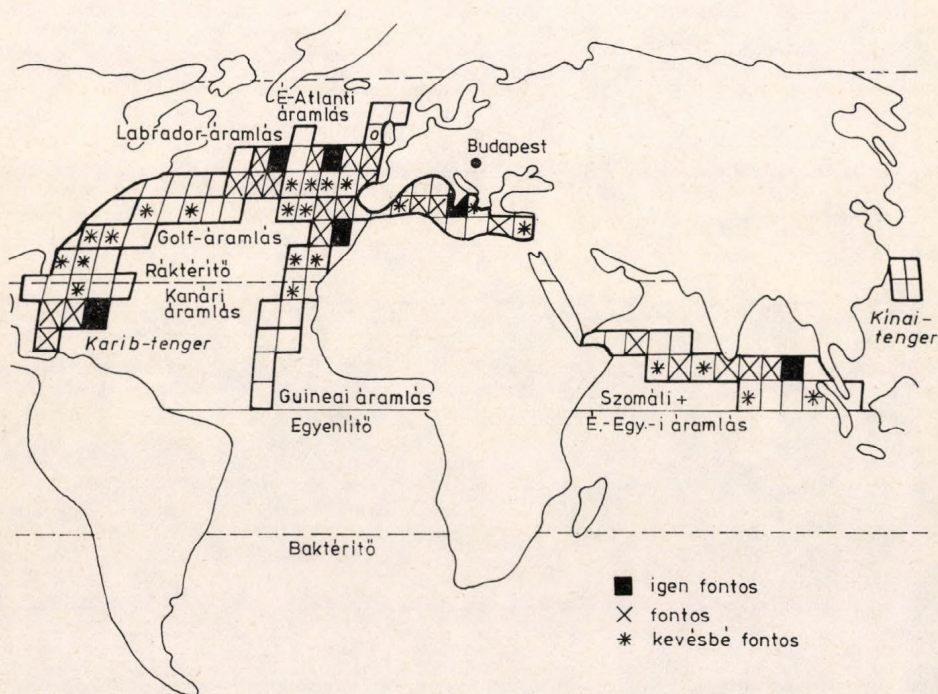 É-Atlanti
áramlás
Labrador-áramlás
Budapest
Golf-áramlás
Ráktérítő
Kanári
áramlás
Karib-tenger
Kínai-
tenger
Guineai áramlás
Egyenlítő
Szomáli +
É.-Egy.-i áramlás
Baktérítő
igen fontos
fontos
kevésbé fontos